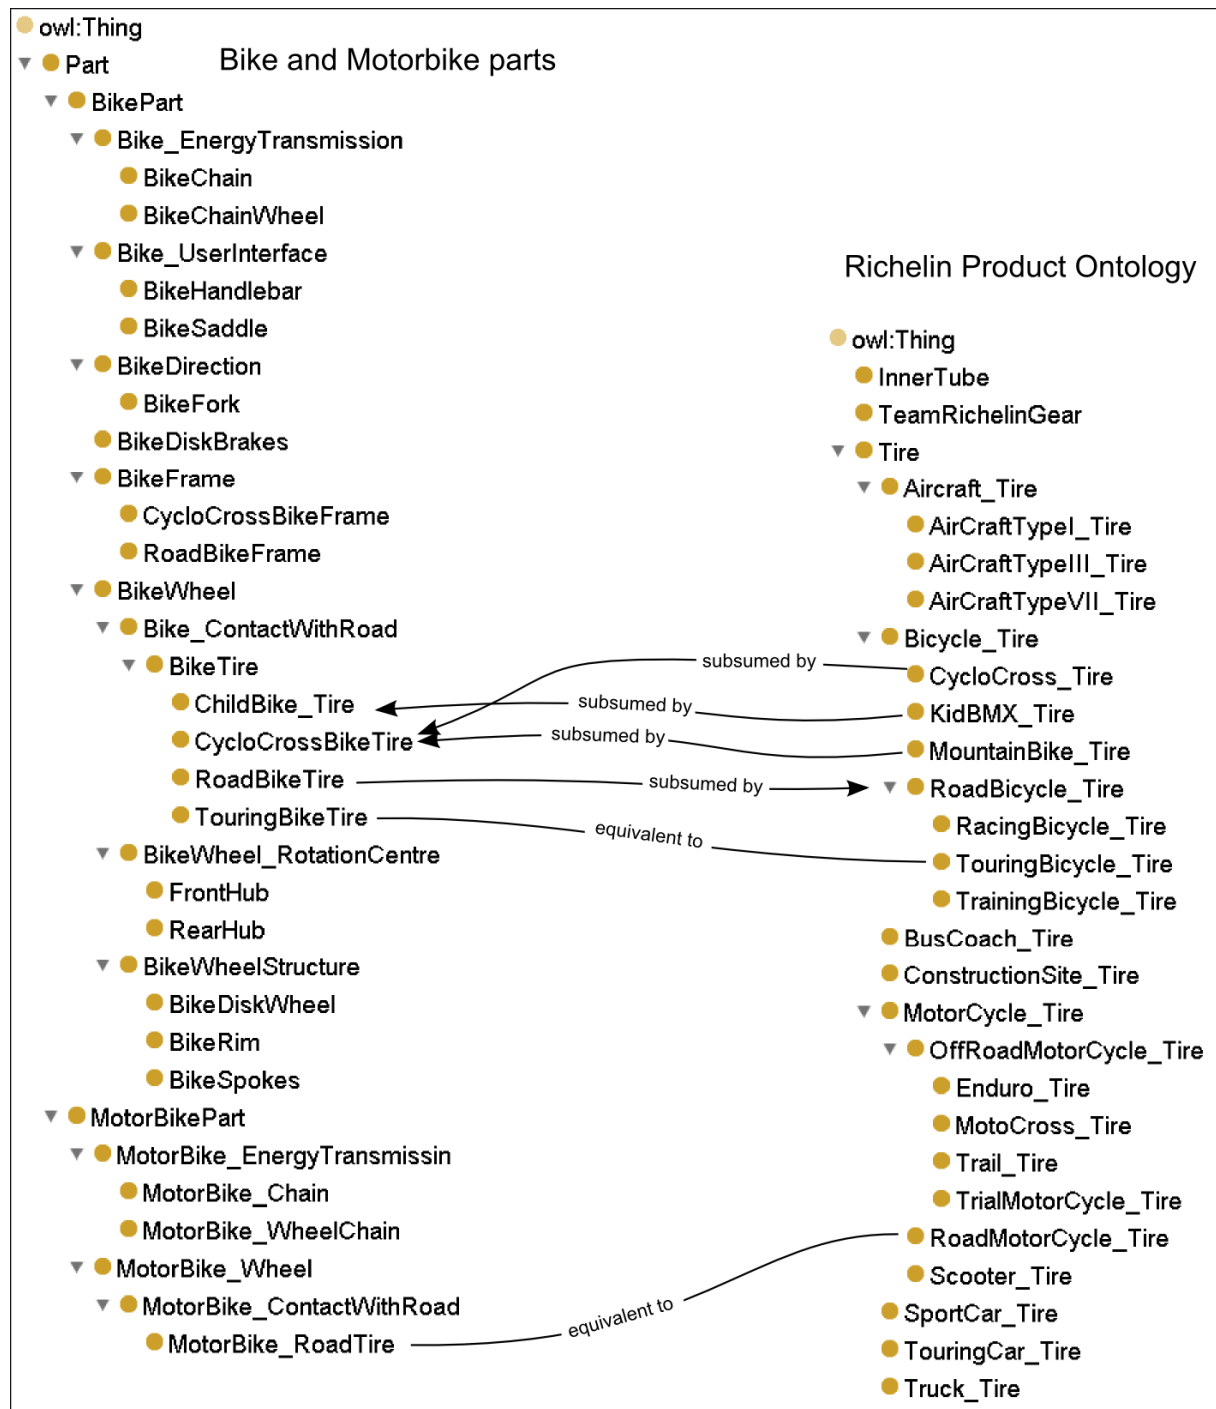 owl:Thing
Bike and Motorbike parts
Part
BikePart
Bike_EnergyTransmission
BikeChain
BikeChainWheel
Bike_UserInterface
BikeHandlebar
BikeSaddle
BikeDirection
BikeFork
BikeDiskBrakes
BikeFrame
CycloCrossBikeFrame
RoadBikeFrame
BikeWheel
Bike_ContactWithRoad
BikeTire
ChildBike_Tire
CycloCrossBikeTire
RoadBikeTire
TouringBikeTire
BikeWheel_RotationCentre
FrontHub
RearHub
BikeWheelStructure
BikeDiskWheel
BikeRim
BikeSpokes
MotorBikePart
MotorBike_EnergyTransmissin
MotorBike_Chain
MotorBike_WheelChain
MotorBike_Wheel
MotorBike_ContactWithRoad
MotorBike_RoadTire
subsumed by
subsumed by
subsumed by
subsumed by
equivalent to
equivalent to
Richelin Product Ontology
owl:Thing
InnerTube
TeamRichelinGear
Tire
Aircraft_Tire
AirCraftTypeI_Tire
AirCraftTypeIII_Tire
AirCraftTypeVII_Tire
Bicycle_Tire
CycloCross_Tire
KidBMX_Tire
MountainBike_Tire
RoadBicycle_Tire
RacingBicycle_Tire
TouringBicycle_Tire
TrainingBicycle_Tire
BusCoach_Tire
ConstructionSite_Tire
MotorCycle_Tire
OffRoadMotorCycle_Tire
Enduro_Tire
MotoCross_Tire
Trail_Tire
TrialMotorCycle_Tire
RoadMotorCycle_Tire
Scooter_Tire
SportCar_Tire
TouringCar_Tire
Truck_Tire